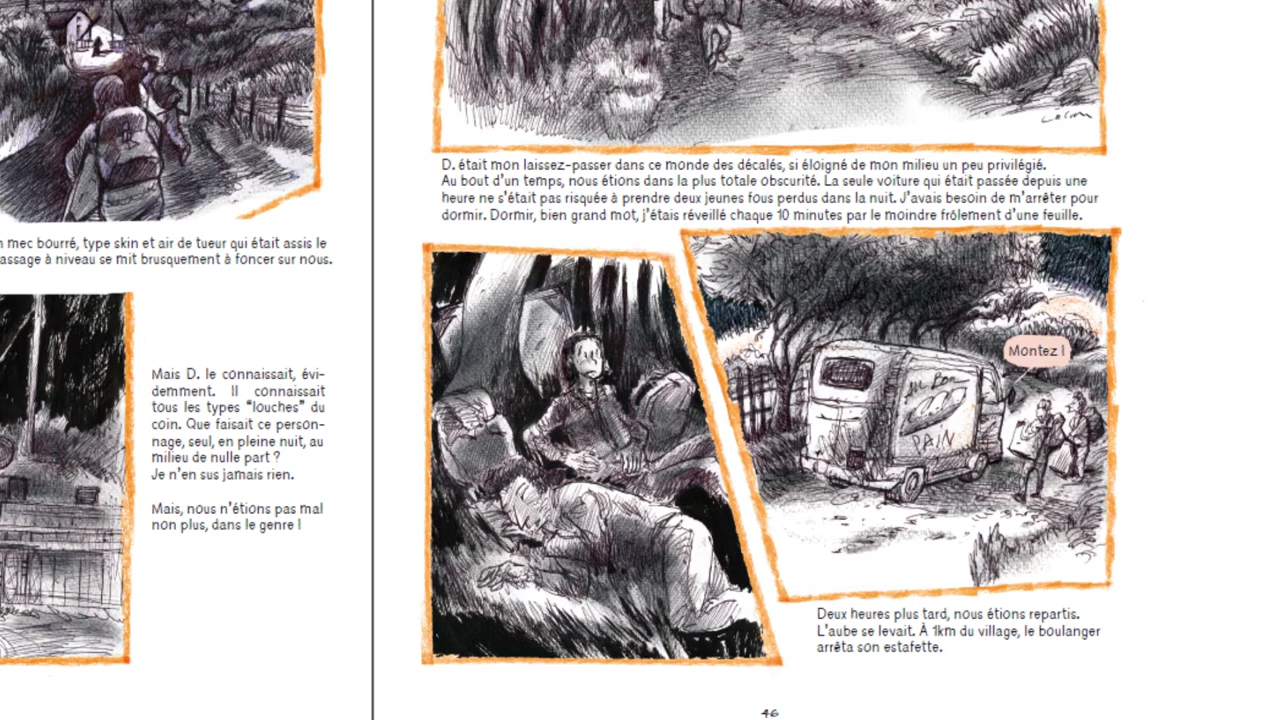 n mec bourré, type skin et air de tueur qui était assis le
assage à niveau se mit brusquement à foncer sur nous.
Mais D. le connaissait, évi-
demment. Il connaissait
tous les types “louches” du
coin. Que faisait ce person-
nage, seul, en pleine nuit, au
milieu de nulle part ?
Je n'en sus jamais rien.
Mais, nous n'étions pas mal
non plus, dans le genre !
D. était mon laissez-passer dans ce monde des décalés, si éloigné de mon milieu un peu privilégié.
Au bout d'un temps, nous étions dans la plus totale obscurité. La seule voiture qui était passée depuis une
heure ne s'était pas risquée à prendre deux jeunes fous perdus dans la nuit. J'avais besoin de m'arrêter pour
dormir. Dormir, bien grand mot, j'étais réveillé chaque 10 minutes par le moindre frôlement d'une feuille.
Montez !
AU BON
PAIN
Deux heures plus tard, nous étions repartis.
L'aube se levait. À 1km du village, le boulanger
arrêta son estafette.
46